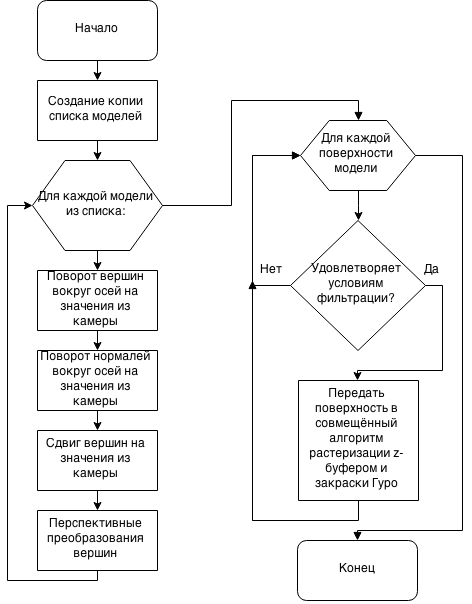 Начало
Создание копии
списка моделей
Для каждой модели
из списка:
Поворот вершин
вокруг осей на
значения из
камеры
Поворот нормалей
вокруг осей на
значения из
камеры
Сдвиг вершин на
значения из
камеры
Перспективные
преобразования
вершин
Для каждой
поверхности
модели
Удовлетворяет
условиям
фильтрации?
Нет
Да
Передать
поверхность в
совмещённый
алгоритм
растеризации z-
буфером и
закраски Гуро
Конец